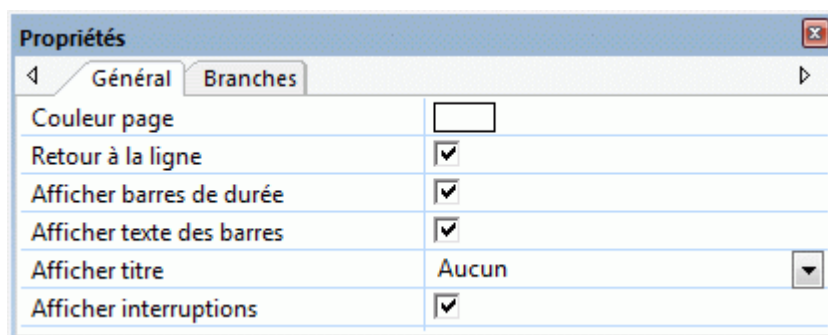 Propriétés
Général Branches
Couleur page
Retour à la ligne
Afficher barres de durée
Afficher texte des barres
Afficher titre Aucun
Afficher interruptions